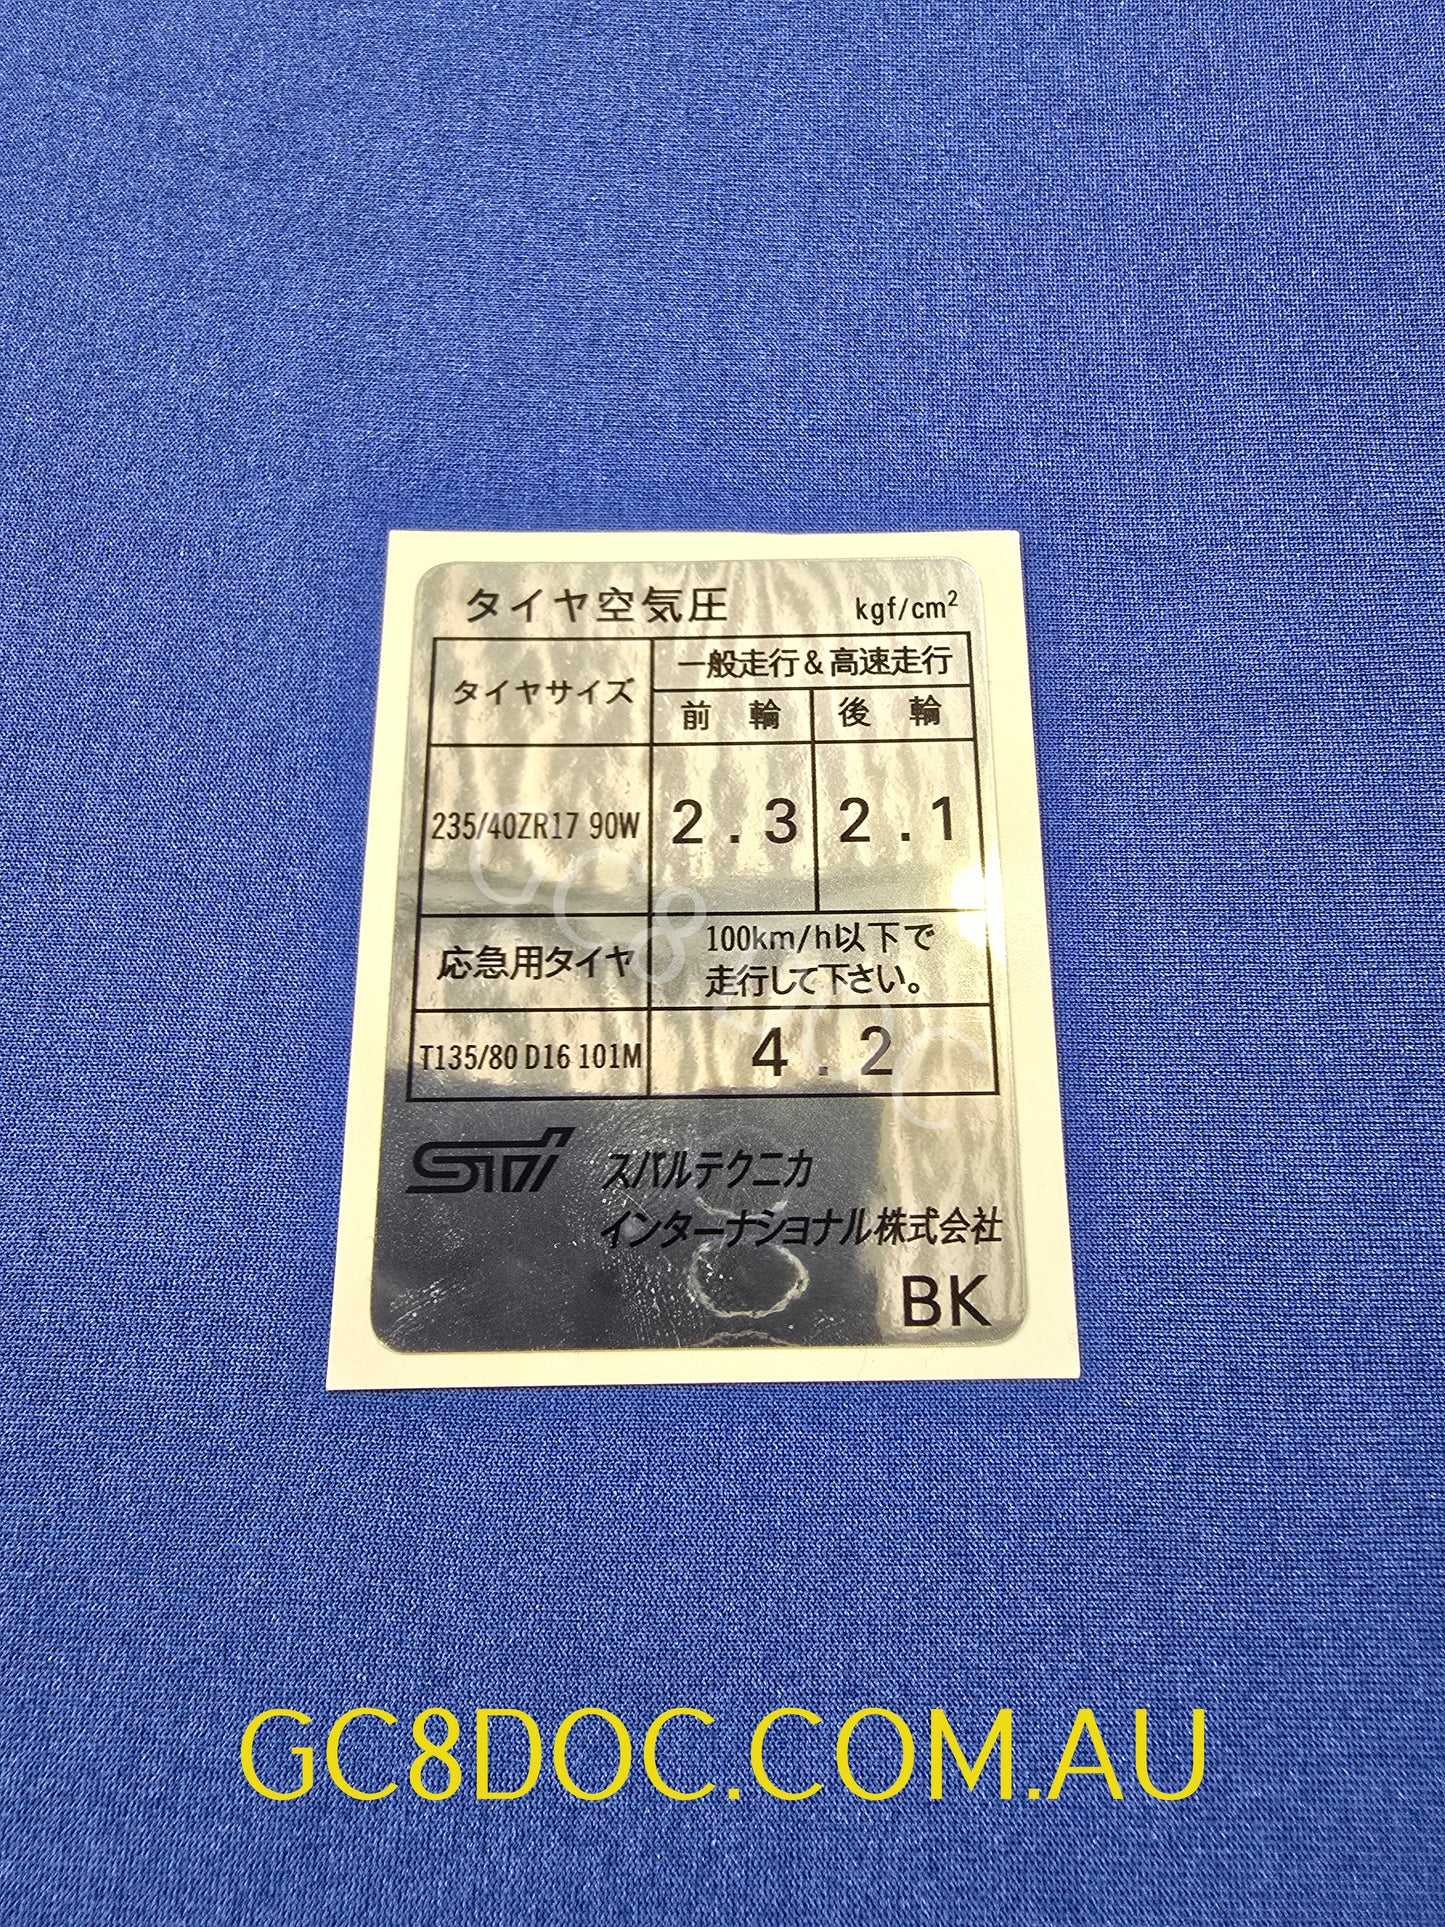 タイヤ空気圧 kgf/cm²
タイヤサイズ 一般走行&高速走行
前輪 後輪
235/40ZR17 90W 2.3 2.1
応急用タイヤ 100km/h以下で
走行して下さい。
T135/80 D16 101M 4.2
STi スバルテクニカ
インターナショナル株式会社
BK
GC8DOC
GC8DOC.COM.AU